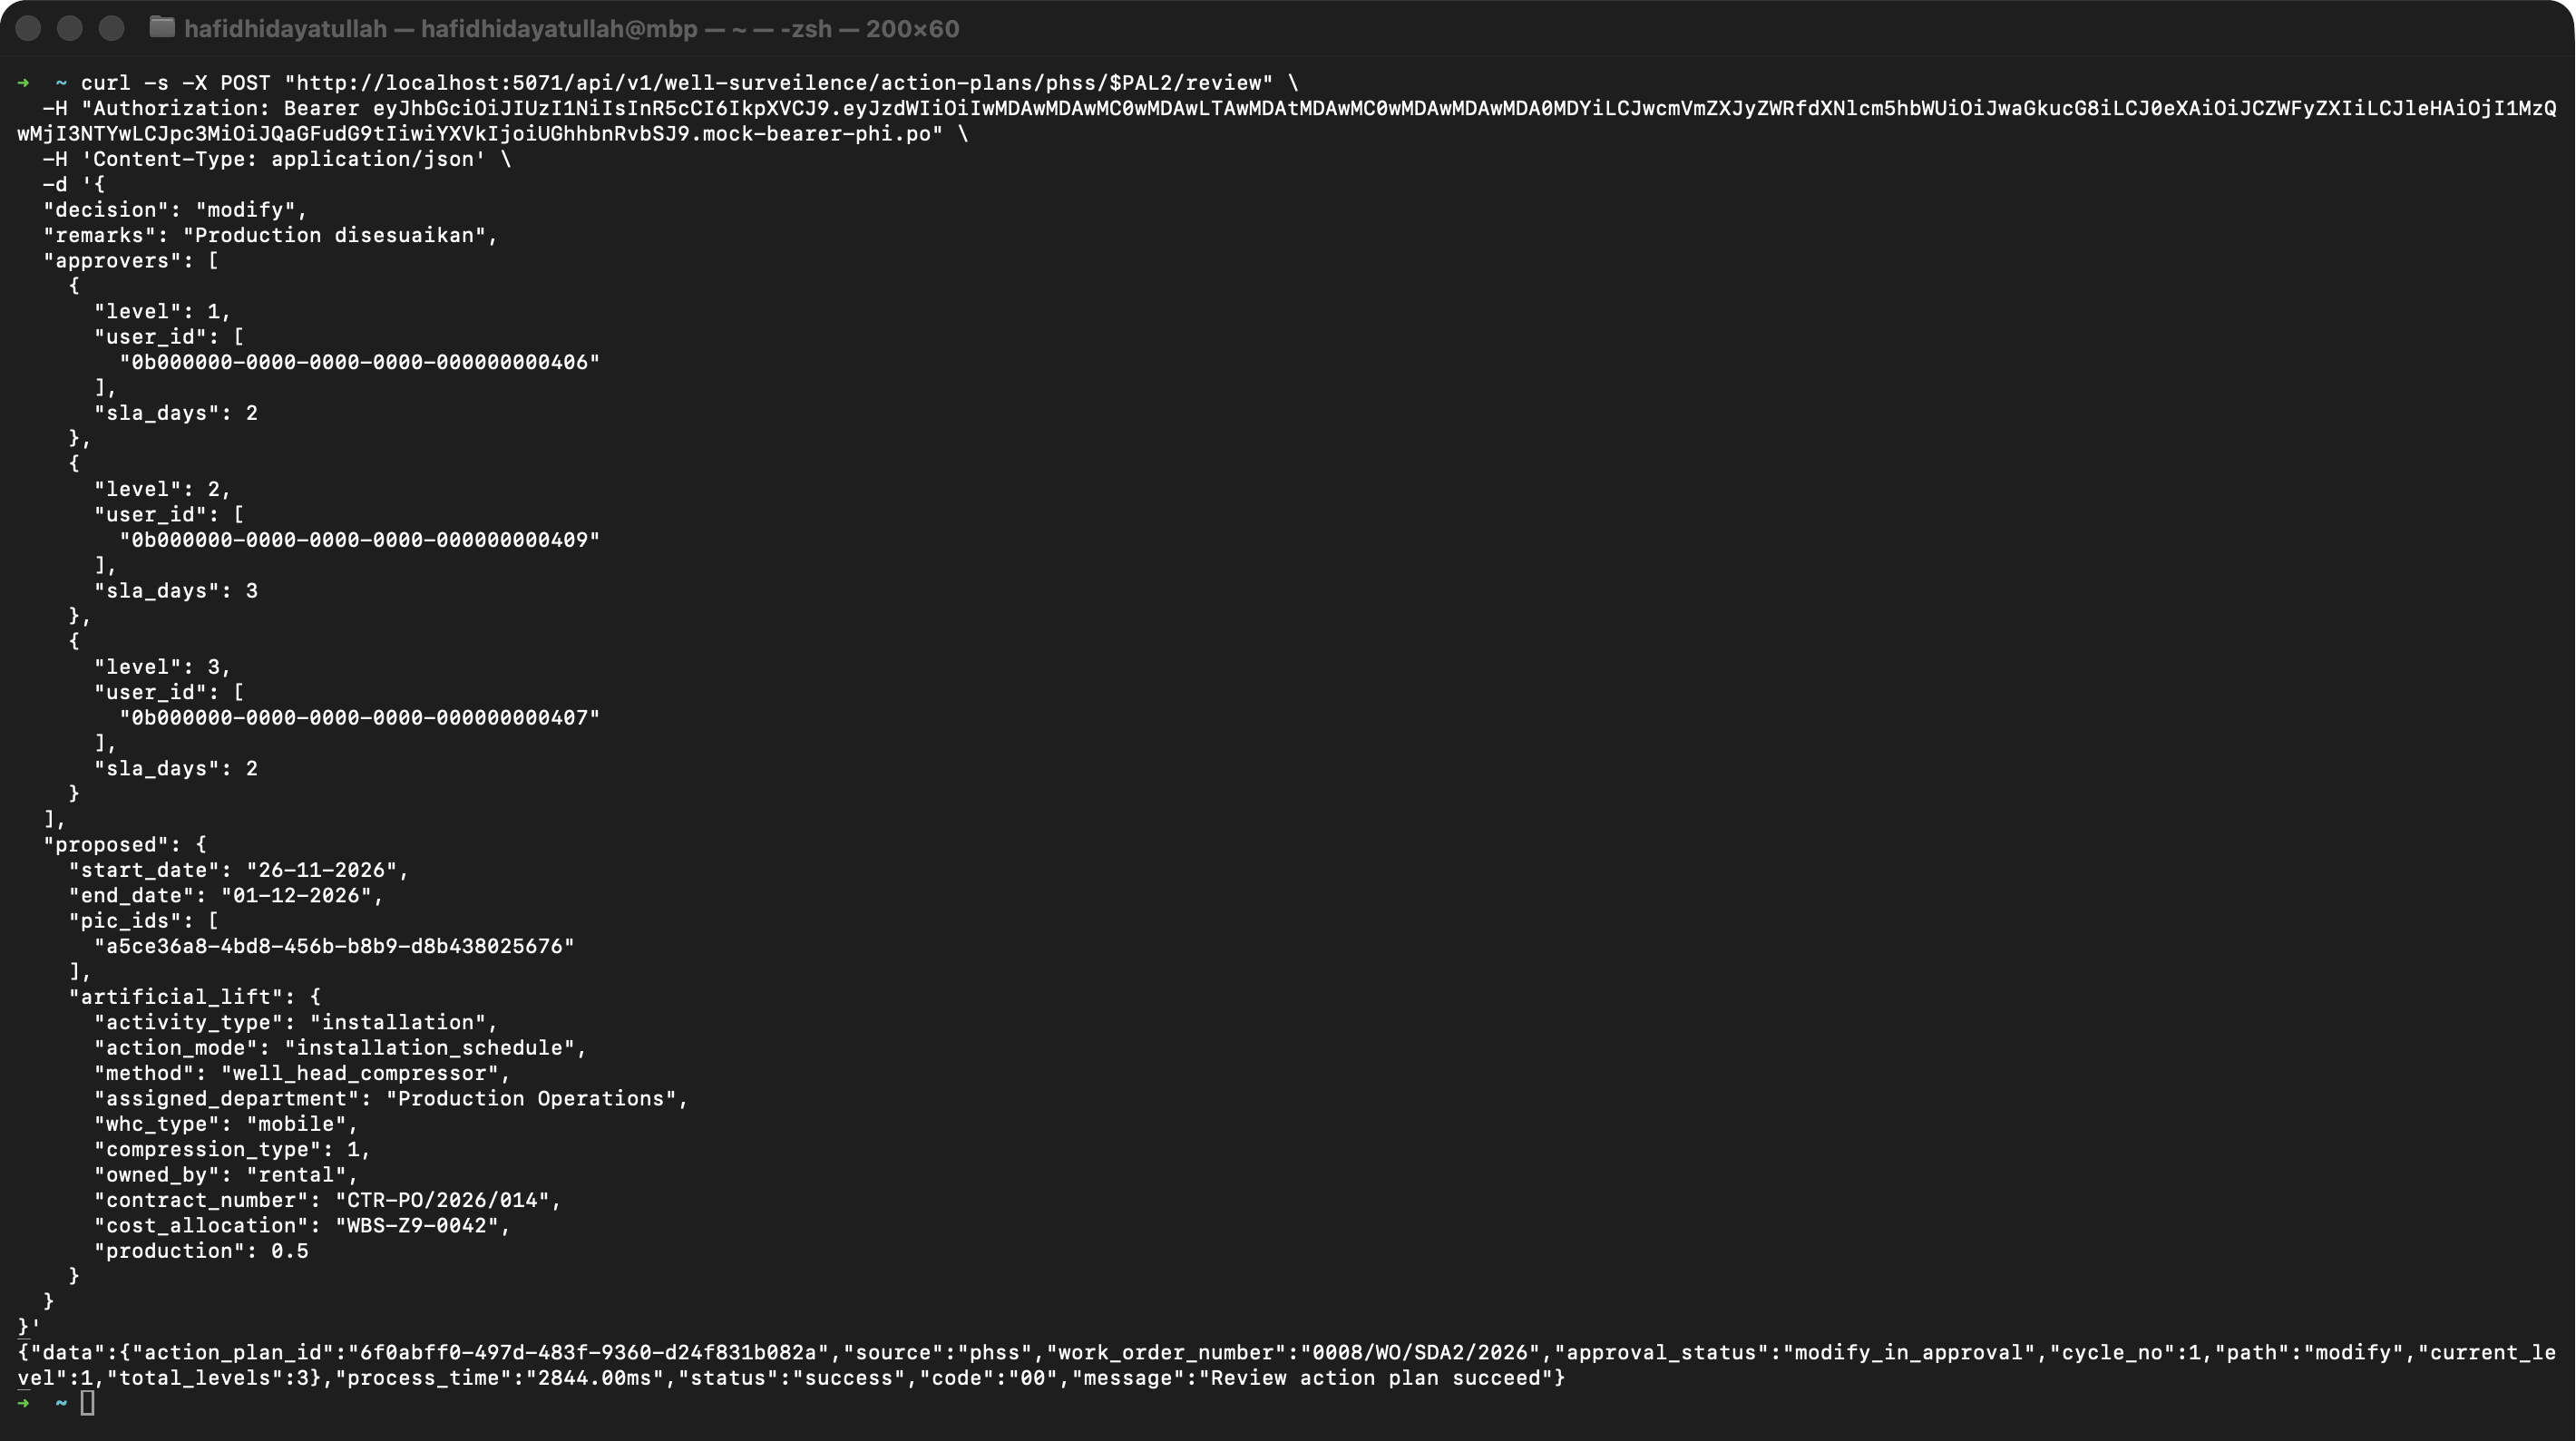 hafidhidayatullah — hafidhidayatullah@mbp — ~ — -zsh — 200×60
➜  ~ curl -s -X POST "http://localhost:5071/api/v1/well-surveilence/action-plans/phss/$PAL2/review" \
  -H "Authorization: Bearer eyJhbGciOiJIUzI1NiIsInR5cCI6IkpXVCJ9.eyJzdWIiOiIwMDAwMDAwMC0wMDAwLTAwMDAtMDAwMC0wMDAwMDAwMDA0MDYiLCJwcmVmZXJyZWRfdXNlcm5hbWUiOiJwaGkucG8iLCJ0eXAiOiJCZWFyZXIiLCJleHAiOjI1MzQ
wMjI3NTYwLCJpc3MiOiJQaGFudG9tIiwiYXVkIjoiUGhhbnRvbSJ9.mock-bearer-phi.po" \
  -H 'Content-Type: application/json' \
  -d '{
  "decision": "modify",
  "remarks": "Production disesuaikan",
  "approvers": [
    {
      "level": 1,
      "user_id": [
        "0b000000-0000-0000-0000-000000000406"
      ],
      "sla_days": 2
    },
    {
      "level": 2,
      "user_id": [
        "0b000000-0000-0000-0000-000000000409"
      ],
      "sla_days": 3
    },
    {
      "level": 3,
      "user_id": [
        "0b000000-0000-0000-0000-000000000407"
      ],
      "sla_days": 2
    }
  ],
  "proposed": {
    "start_date": "26-11-2026",
    "end_date": "01-12-2026",
    "pic_ids": [
      "a5ce36a8-4bd8-456b-b8b9-d8b438025676"
    ],
    "artificial_lift": {
      "activity_type": "installation",
      "action_mode": "installation_schedule",
      "method": "well_head_compressor",
      "assigned_department": "Production Operations",
      "whc_type": "mobile",
      "compression_type": 1,
      "owned_by": "rental",
      "contract_number": "CTR-PO/2026/014",
      "cost_allocation": "WBS-Z9-0042",
      "production": 0.5
    }
  }
}'
{"data":{"action_plan_id":"6f0abff0-497d-483f-9360-d24f831b082a","source":"phss","work_order_number":"0008/WO/SDA2/2026","approval_status":"modify_in_approval","cycle_no":1,"path":"modify","current_le
vel":1,"total_levels":3},"process_time":"2844.00ms","status":"success","code":"00","message":"Review action plan succeed"}
➜  ~